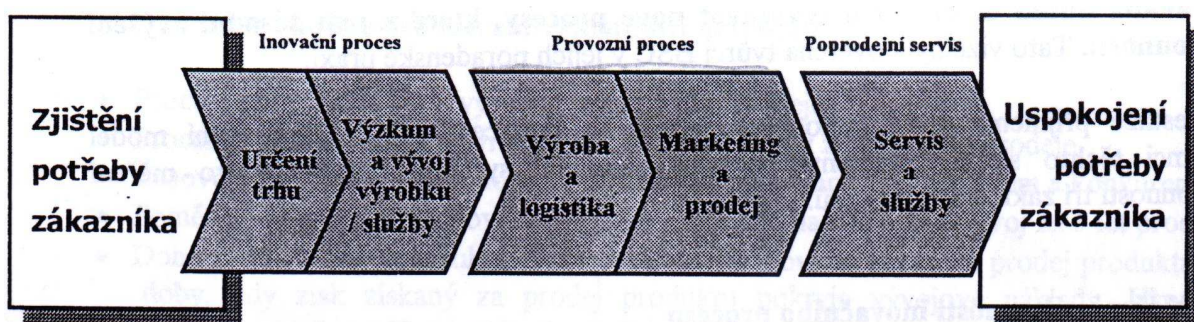 Inovační proces
Provozní proces
Poprodejní servis
Zjištění
potřeby
zákazníka
Určení
trhu
Výzkum
a vývoj
výrobku
/ služby
Výroba
a
logistika
Marketing
a
prodej
Servis
a
služby
Uspokojení
potřeby
zákazníka